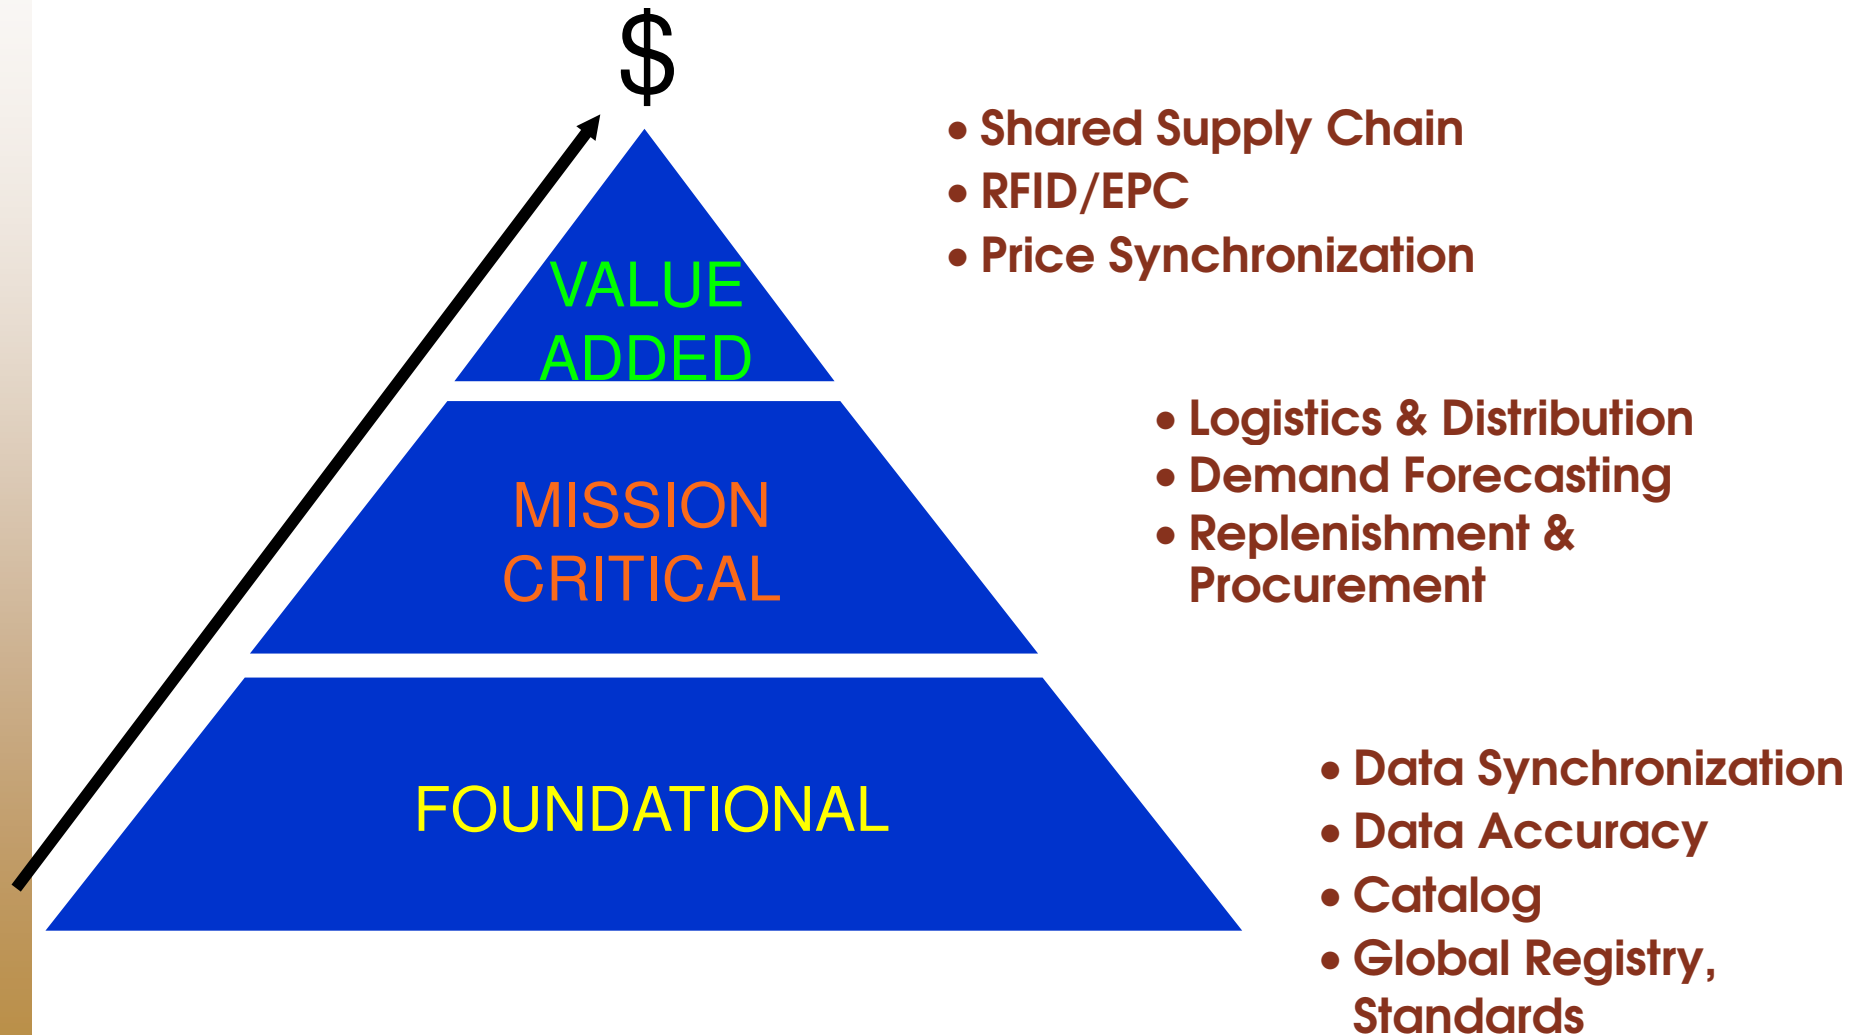 $
VALUE
ADDED
• Shared Supply Chain
• RFID/EPC
• Price Synchronization
MISSION
CRITICAL
• Logistics & Distribution
• Demand Forecasting
• Replenishment &
Procurement
FOUNDATIONAL
• Data Synchronization
• Data Accuracy
• Catalog
• Global Registry,
Standards